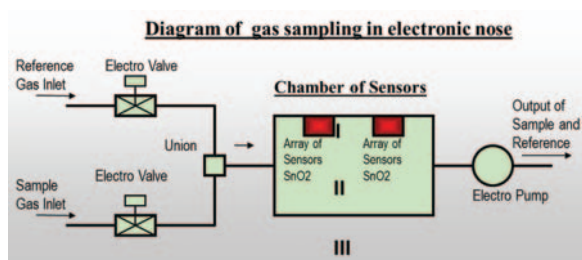 Diagram of gas sampling in electronic nose
Reference
Gas Inlet
Electro Valve
Chamber of Sensors
Union
I
Array of
Sensors
SnO2
Array of
Sensors
SnO2
II
Output of
Sample and
Reference
Electro Pump
Sample
Gas Inlet
Electro Valve
III